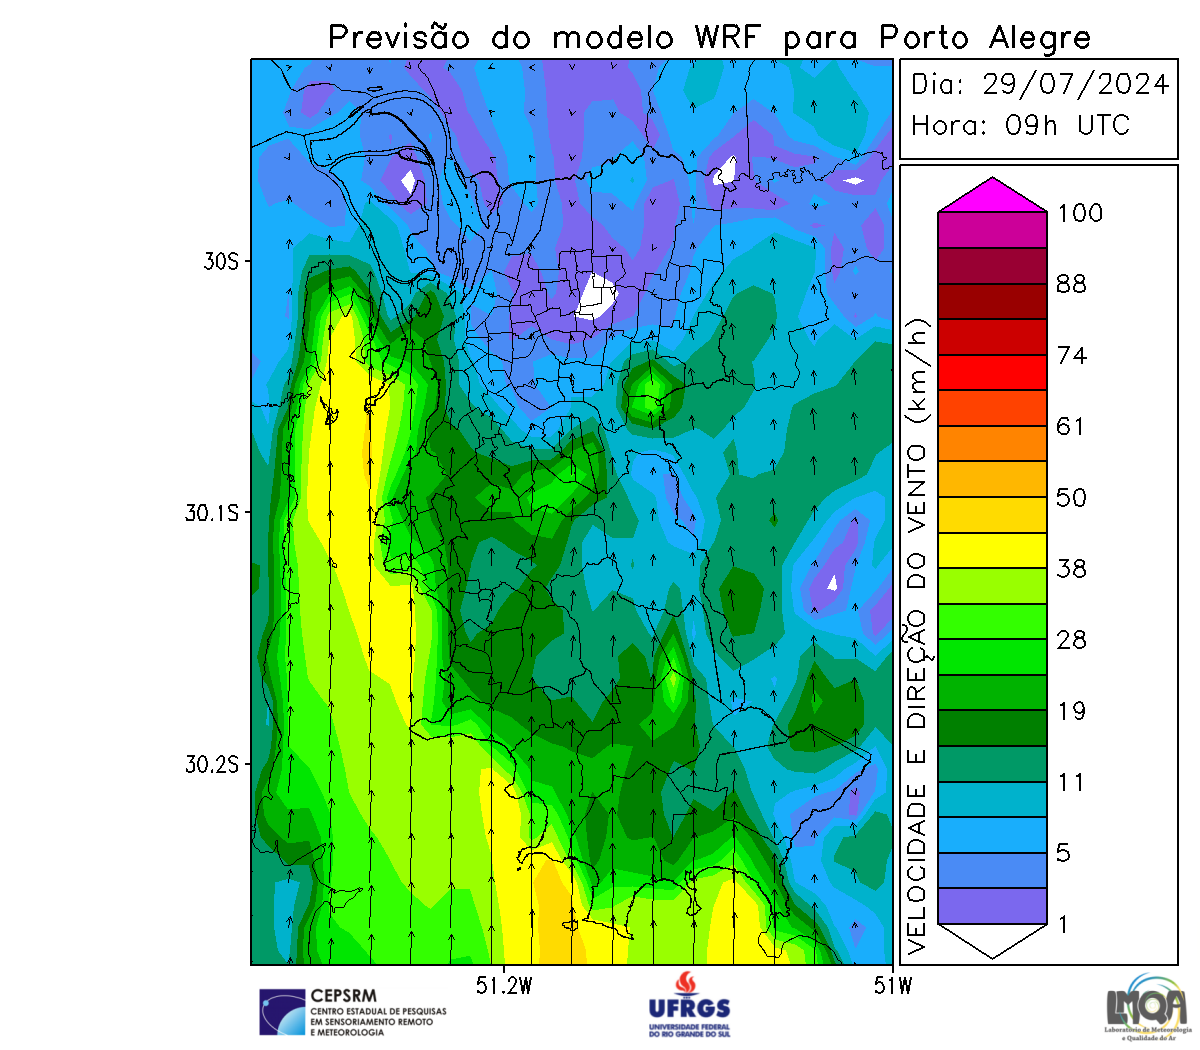 Previsão do modelo WRF para Porto Alegre
Dia: 29/07/2024
Hora: 09h UTC
100
88
74
61
50
38
28
19
11
5
1
VELOCIDADE E DIREÇÃO DO VENTO (km/h)
30S
30.1S
30.2S
51.2W
51W
CEPSRM
CENTRO ESTADUAL DE PESQUISAS
EM SENSORIAMENTO REMOTO
E METEOROLOGIA
UFRGS
UNIVERSIDADE FEDERAL
DO RIO GRANDE DO SUL
LMQA
Laboratório de Meteorologia
e Qualidade do Ar